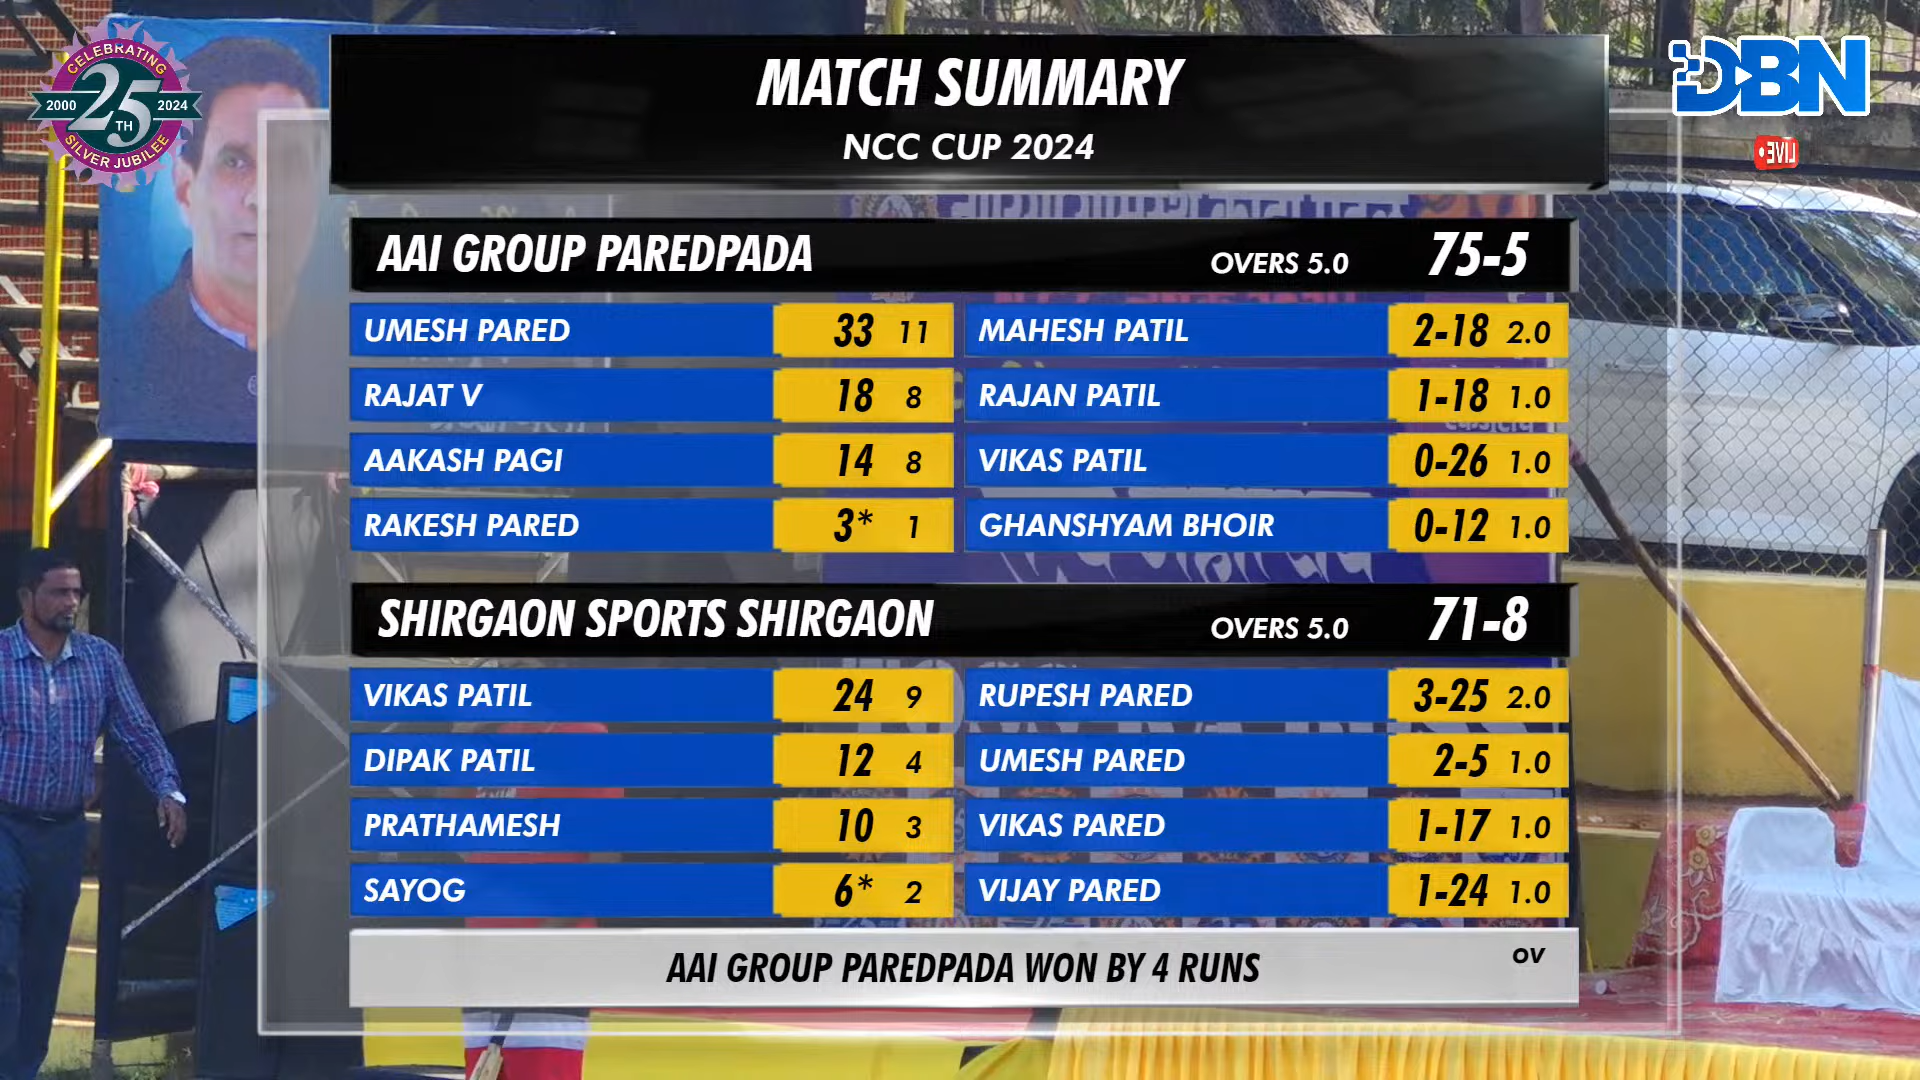 CELEBRATING
2000 25TH 2024
SILVER JUBILEE
MATCH SUMMARY
NCC CUP 2024
DBN
LIVE
AAI GROUP PAREDPADA OVERS 5.0 75-5
UMESH PARED 33 11 MAHESH PATIL 2-18 2.0
RAJAT V 18 8 RAJAN PATIL 1-18 1.0
AAKASH PAGI 14 8 VIKAS PATIL 0-26 1.0
RAKESH PARED 3* 1 GHANSHYAM BHOIR 0-12 1.0
SHIRGAON SPORTS SHIRGAON OVERS 5.0 71-8
VIKAS PATIL 24 9 RUPESH PARED 3-25 2.0
DIPAK PATIL 12 4 UMESH PARED 2-5 1.0
PRATHAMESH 10 3 VIKAS PARED 1-17 1.0
SAYOG 6* 2 VIJAY PARED 1-24 1.0
AAI GROUP PAREDPADA WON BY 4 RUNS OV